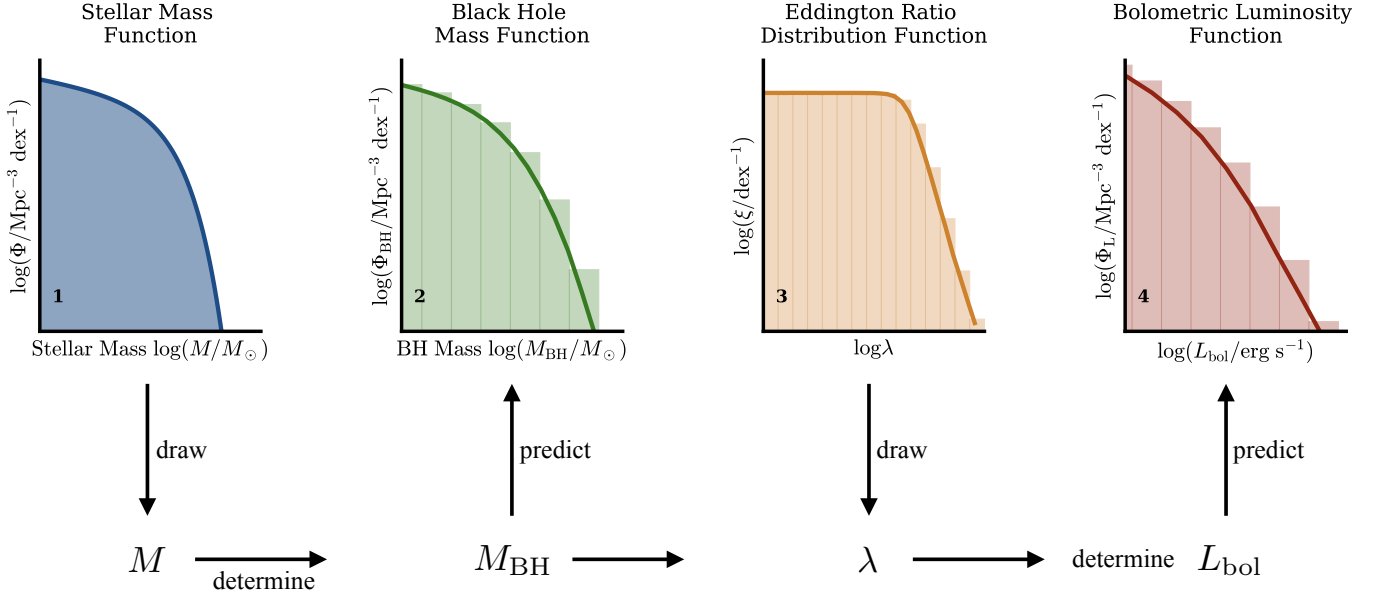 Stellar Mass
Function
Black Hole
Mass Function
Eddington Ratio
Distribution Function
Bolometric Luminosity
Function
log(Φ/Mpc⁻³ dex⁻¹)
1
Stellar Mass log(M/M☉)
log(Φ_BH/Mpc⁻³ dex⁻¹)
2
BH Mass log(M_BH/M☉)
log(ξ/dex⁻¹)
3
logλ
log(Φ_L/Mpc⁻³ dex⁻¹)
4
log(L_bol/erg s⁻¹)
draw
predict
draw
predict
M
determine
M_BH
λ
determine
L_bol